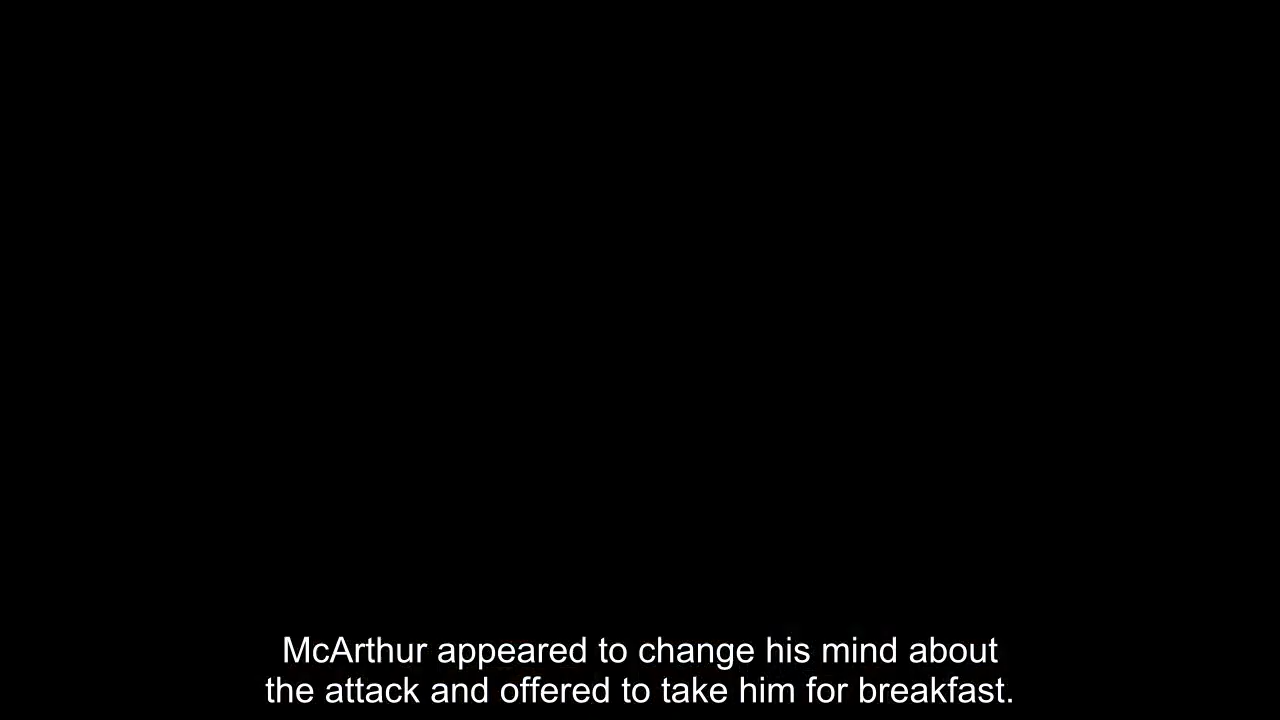 McArthur appeared to change his mind about
the attack and offered to take him for breakfast.